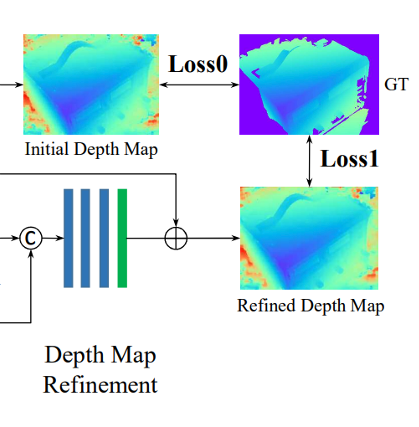 Loss0
GT
Initial Depth Map
Loss1
C
Refined Depth Map
Depth Map
Refinement